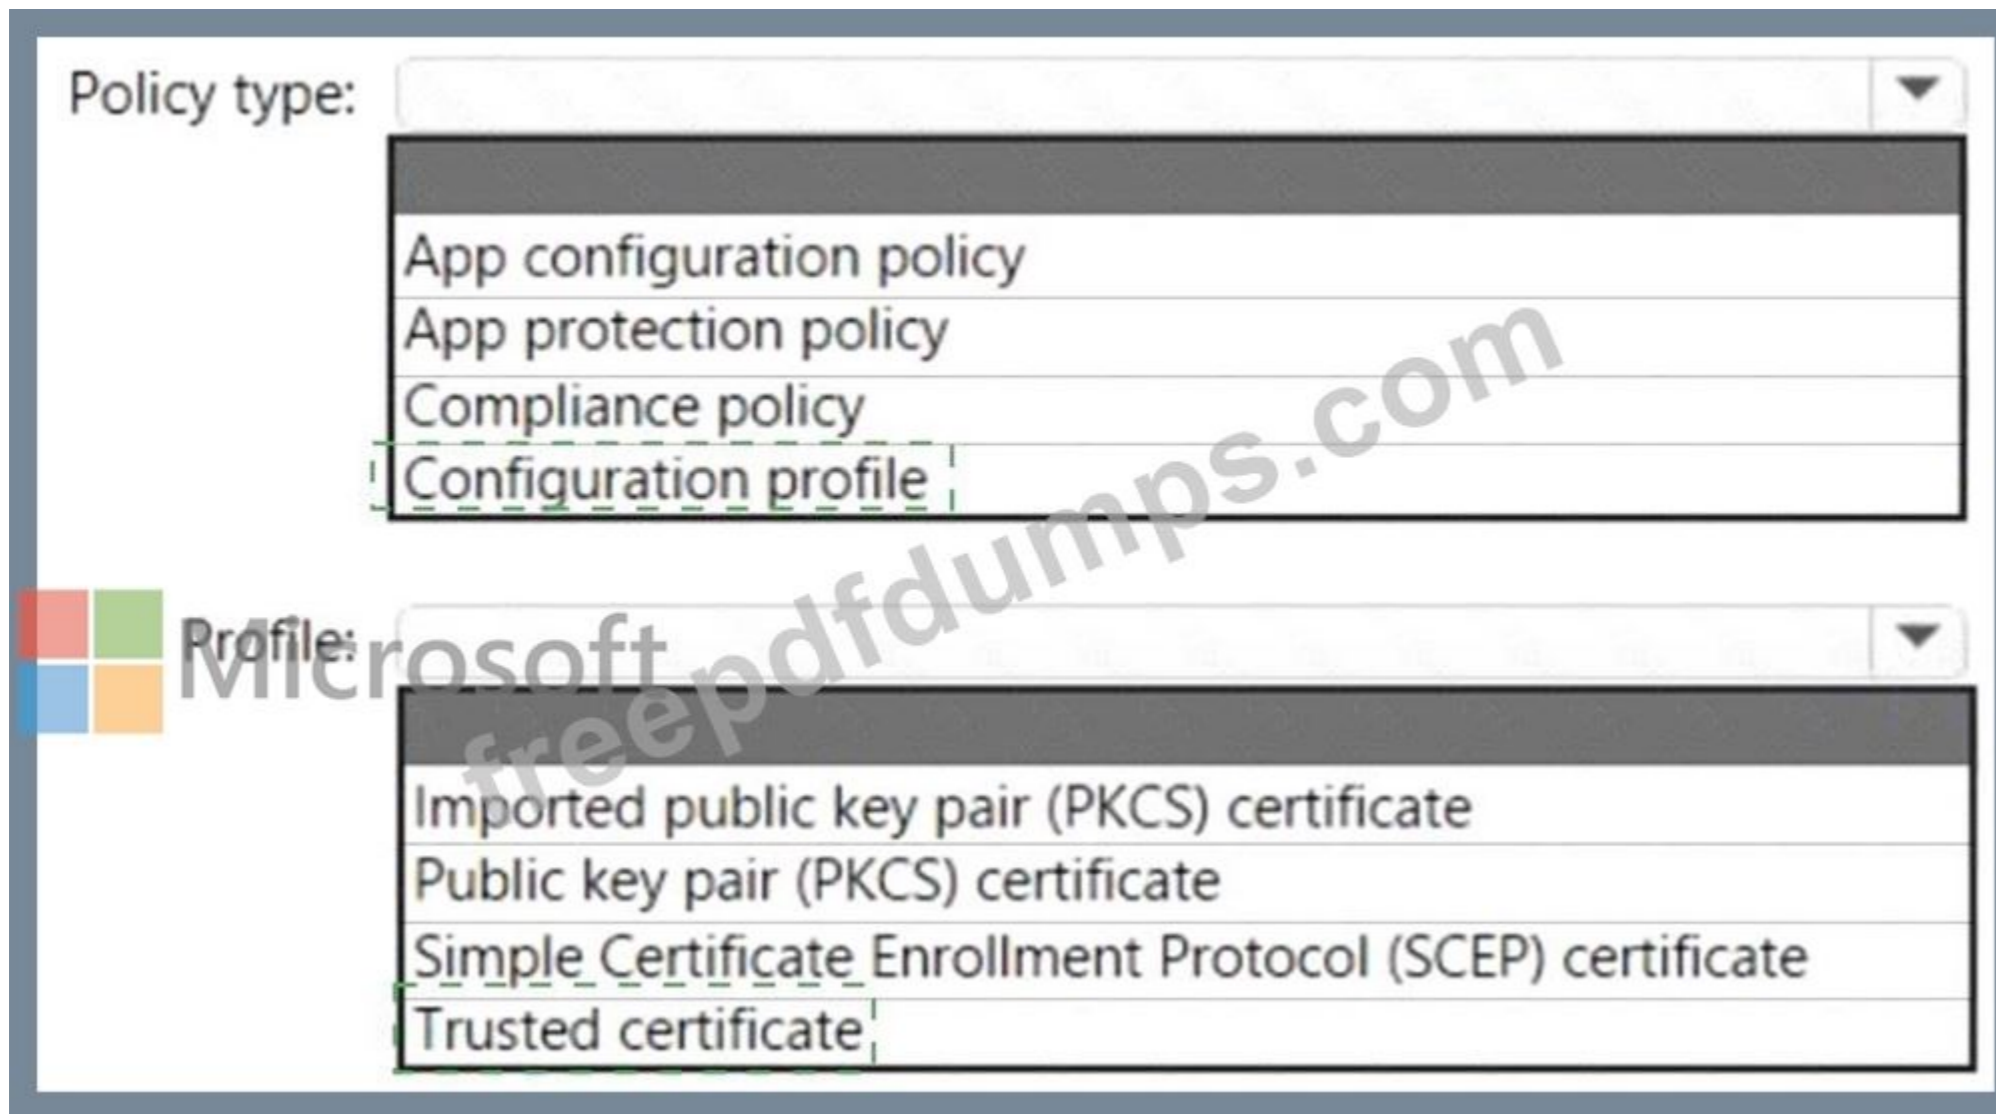 Policy type:
App configuration policy
App protection policy
Compliance policy
Configuration profile
Profile:
Microsoft
freepdfdumps.com
Imported public key pair (PKCS) certificate
Public key pair (PKCS) certificate
Simple Certificate Enrollment Protocol (SCEP) certificate
Trusted certificate